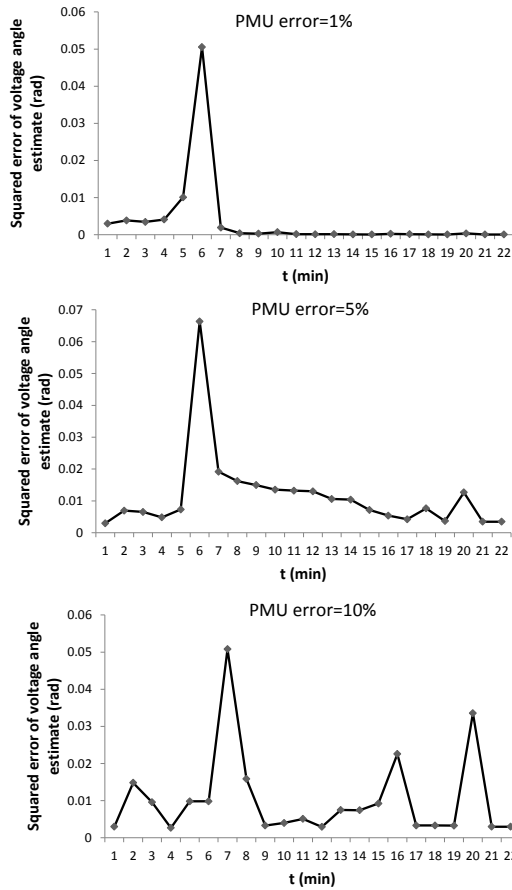 PMU error=1%
Squared error of voltage angle
estimate (rad)
0.06
0.05
0.04
0.03
0.02
0.01
0
1 2 3 4 5 6 7 8 9 10 11 12 13 14 15 16 17 18 19 20 21 22
t (min)
PMU error=5%
Squared error of voltage angle
estimate (rad)
0.07
0.06
0.05
0.04
0.03
0.02
0.01
0
1 2 3 4 5 6 7 8 9 10 11 12 13 14 15 16 17 18 19 20 21 22
t (min)
PMU error=10%
Squared error of voltage angle
estimate (rad)
0.06
0.05
0.04
0.03
0.02
0.01
0
1 2 3 4 5 6 7 8 9 10 11 12 13 14 15 16 17 18 19 20 21 22
t (min)